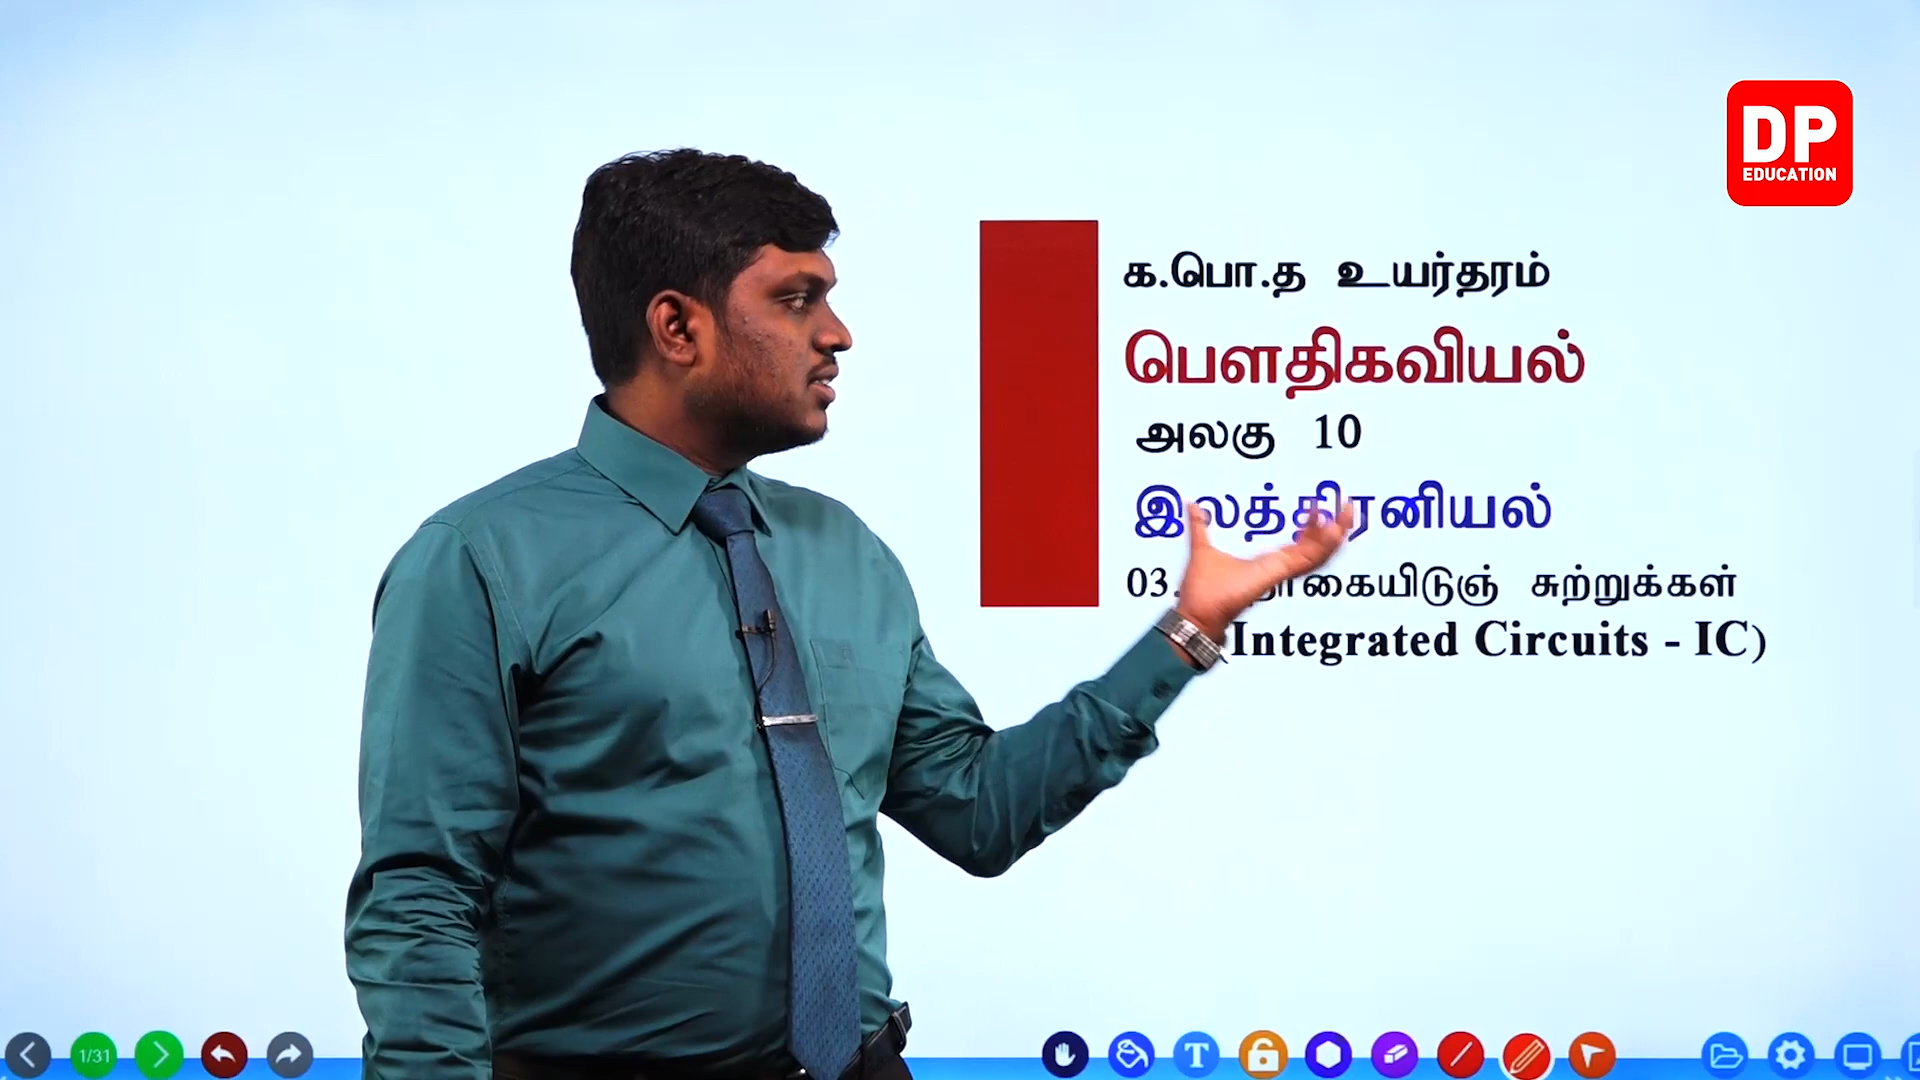 DP
EDUCATION
க.பொ.த உயர்தரம்
பௌதிகவியல்
அலகு 10
இலத்திரனியல்
03. சுற்றுக்கள்
(Integrated Circuits - IC)
1/31
T